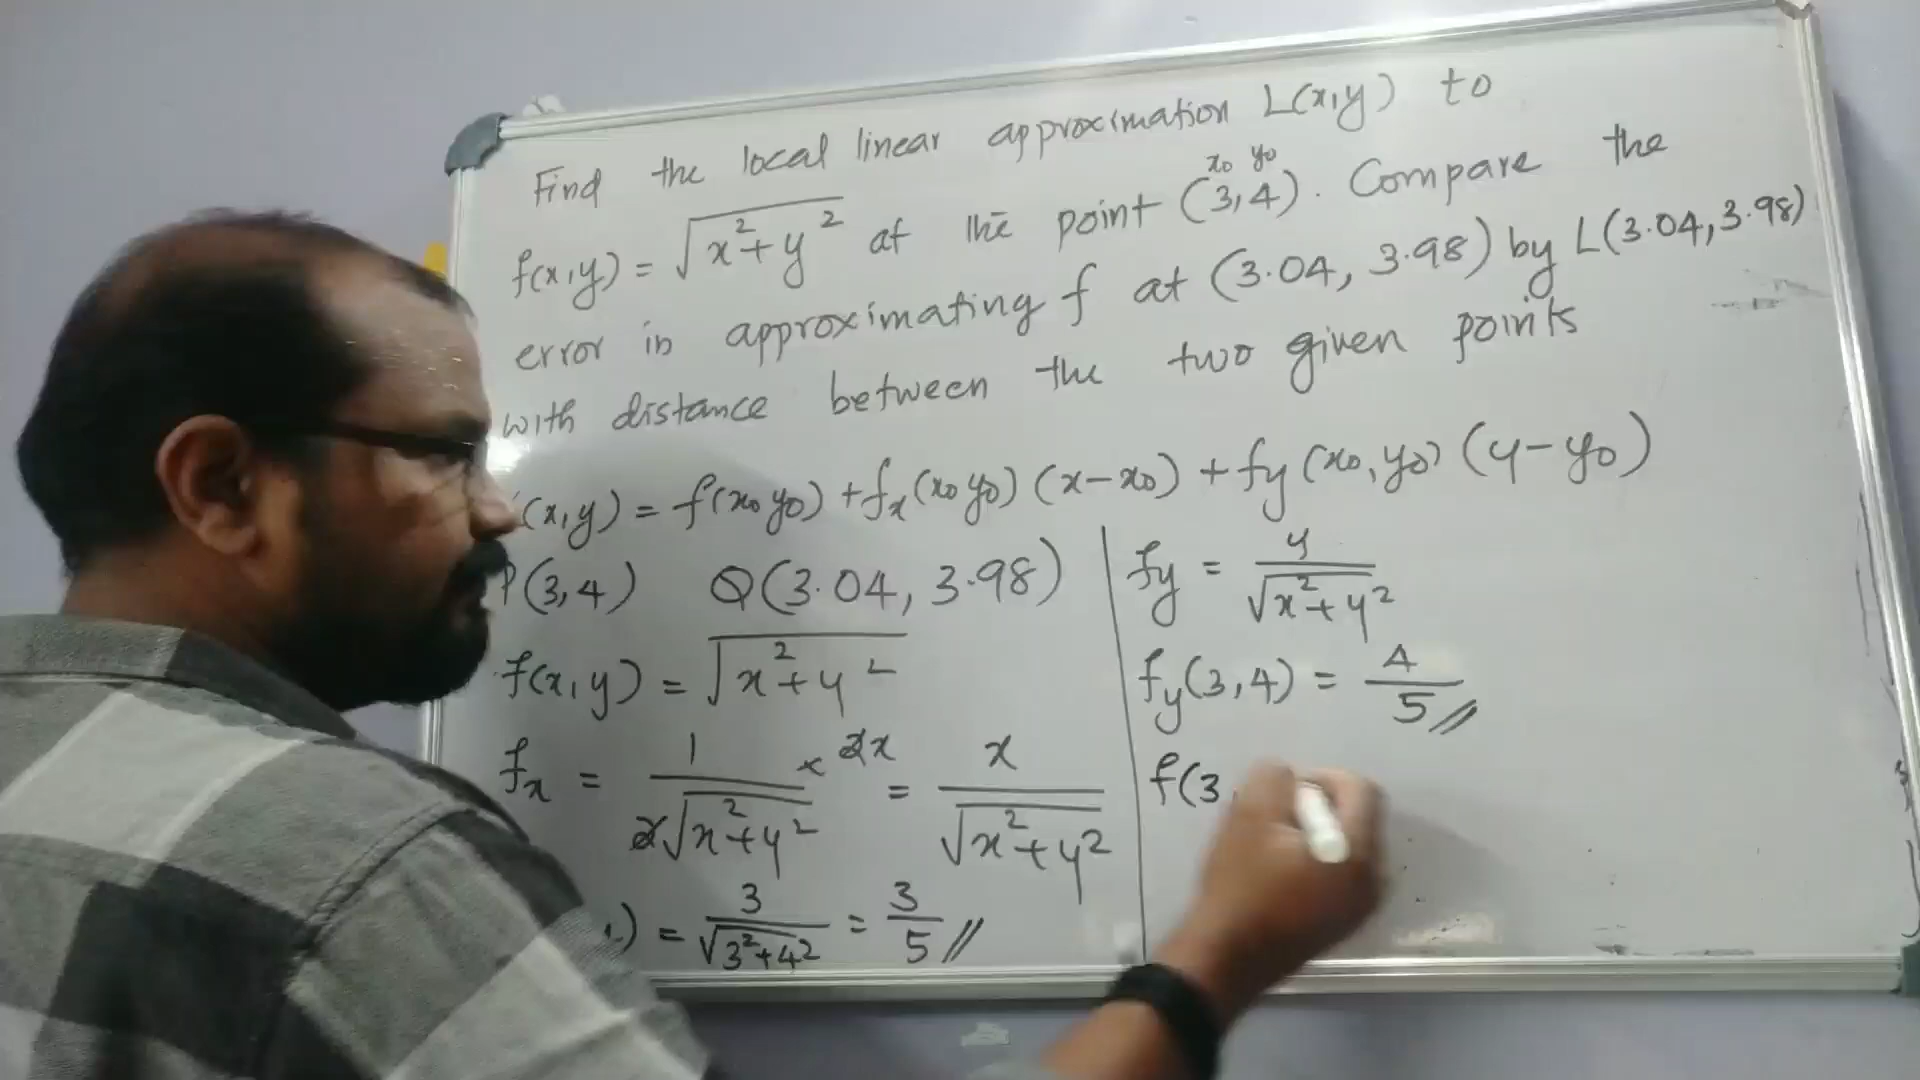 Find the local linear approximation L(x,y) to
x0 y0
f(x,y) = √x²+y² at the point (3,4). Compare the
error in approximating f at (3.04, 3.98) by L(3.04,3.98)
with distance between the two given points
(x,y) = f(x0 y0) + fx(x0 y0) (x-x0) + fy(x0,y0) (y-y0)
P(3,4) Q(3.04, 3.98)
f(x,y) = √x²+y²
fx = 1/2√x²+y² × 2x = x/√x²+y²
) = 3/√3²+4² = 3/5 //
fy = y/√x²+y²
fy(3,4) = 4/5 //
f(3,